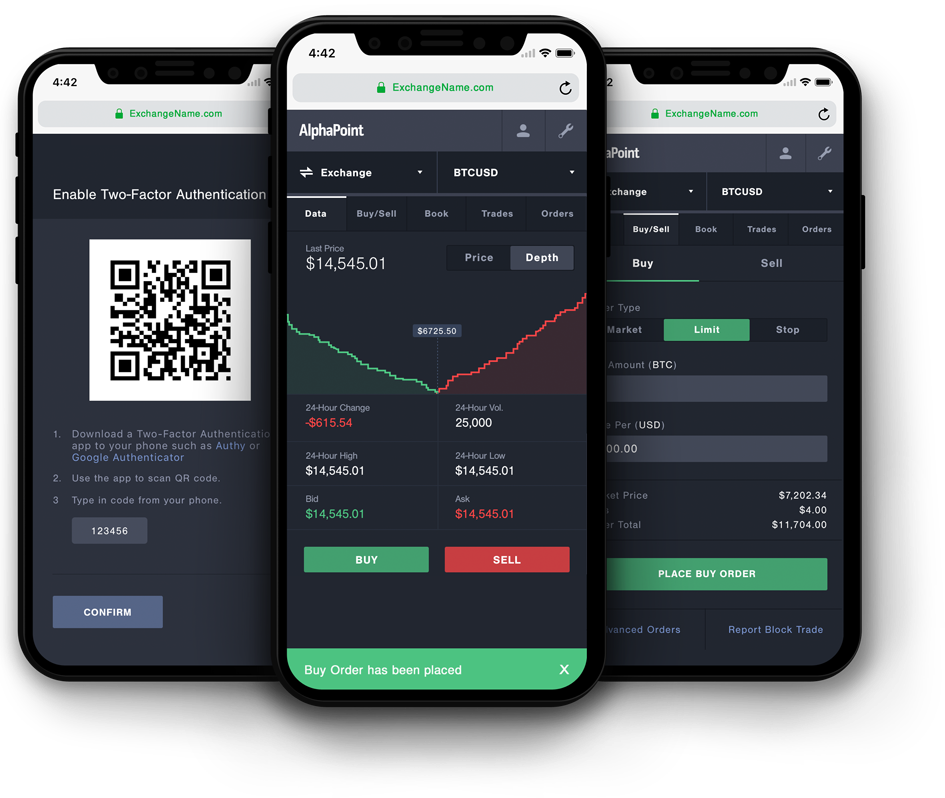 4:42
ExchangeName.com
Enable Two-Factor Authentication
1. Download a Two-Factor Authenticatio
app to your phone such as Authy or
Google Authenticator
2. Use the app to scan QR code.
3 Type in code from your phone.
123456
CONFIRM
4:42
ExchangeName.com
AlphaPoint
Exchange BTCUSD
Data Buy/Sell Book Trades Orders
Last Price
$14,545.01
Price Depth
$6725.50
24-Hour Change 24-Hour Vol.
-$615.54 25,000
24-Hour High 24-Hour Low
$14,545.01 $14,545.01
Bid Ask
$14,545.01 $14,545.01
BUY SELL
Buy Order has been placed X
2
ExchangeName.com
aPoint
change BTCUSD
Buy/Sell Book Trades Orders
Buy Sell
er Type
Market Limit Stop
Amount (BTC)
e Per (USD)
00.00
ket Price $7,202.34
$4.00
er Total $11,704.00
PLACE BUY ORDER
vanced Orders Report Block Trade